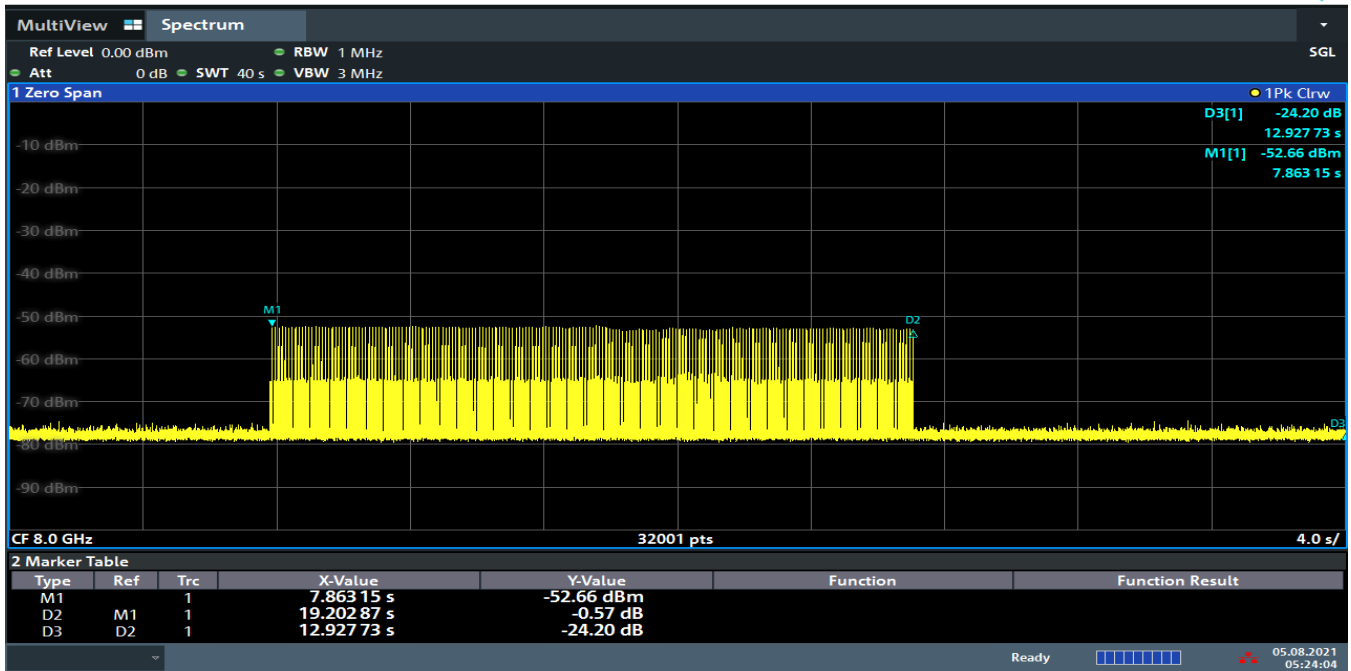 MultiView Spectrum
Ref Level 0.00 dBm RBW 1 MHz SGL
Att 0 dB SWT 40 s VBW 3 MHz
1 Zero Span 1Pk Clrw
D3[1] -24.20 dB
12.927 73 s
-10 dBm
M1[1] -52.66 dBm
7.863 15 s
-20 dBm
-30 dBm
-40 dBm
M1
-50 dBm
D2
-60 dBm
-70 dBm
D3
-80 dBm
-90 dBm
CF 8.0 GHz 32001 pts 4.0 s/
2 Marker Table
Type Ref Trc X-Value Y-Value Function Function Result
M1 1 7.863 15 s -52.66 dBm
D2 M1 1 19.202 87 s -0.57 dB
D3 D2 1 12.927 73 s -24.20 dB
Ready 05.08.2021
05:24:04